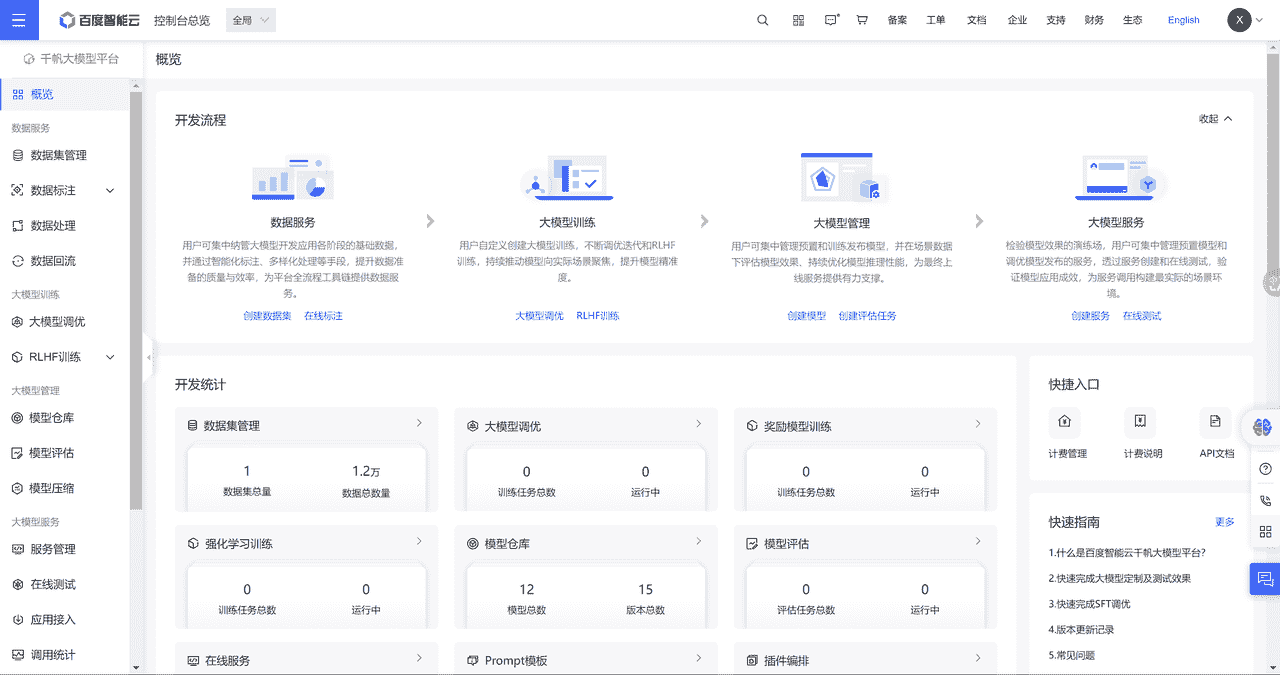 百度智能云
控制台总览
全局
备案
工单
文档
企业
支持
财务
生态
English
X
千帆大模型平台
概览
数据服务
数据集管理
数据标注
数据处理
数据回流
大模型训练
大模型调优
RLHF训练
大模型管理
模型仓库
模型评估
模型压缩
大模型服务
服务管理
在线测试
应用接入
调用统计
概览
开发流程
收起
数据服务
用户可集中纳管大模型开发应用各阶段的基础数据，
并通过智能化标注、多样化处理等手段，提升数据准
备的质量与效率，为平台全流程工具链提供数据服
务。
创建数据集 在线标注
大模型训练
用户自定义创建大模型训练，不断调优迭代和RLHF
训练，持续推动模型向实际场景聚焦，提升模型精准
度。
大模型调优 RLHF训练
大模型管理
用户可集中管理预置和训练发布模型，并在场景数据
下评估模型效果、持续优化模型推理性能，为最终上
线服务提供有力支撑。
创建模型 创建评估任务
大模型服务
检验模型效果的演练场，用户可集中管理预置模型和
调优模型发布的服务，透过服务创建和在线测试，验
证模型应用成效，为服务调用构建最实际的场景环
境。
创建服务 在线测试
开发统计
数据集管理
1 1.2万
数据集总量 数据总数量
大模型调优
0 0
训练任务总数 运行中
奖励模型训练
0 0
训练任务总数 运行中
强化学习训练
0 0
训练任务总数 运行中
模型仓库
12 15
模型总数 版本总数
模型评估
0 0
评估任务总数 运行中
在线服务
Prompt模板
插件编排
快捷入口
计费管理
计费说明
API文档
快速指南
更多
1.什么是百度智能云千帆大模型平台?
2.快速完成大模型定制及测试效果
3.快速完成SFT调优
4.版本更新记录
5.常见问题